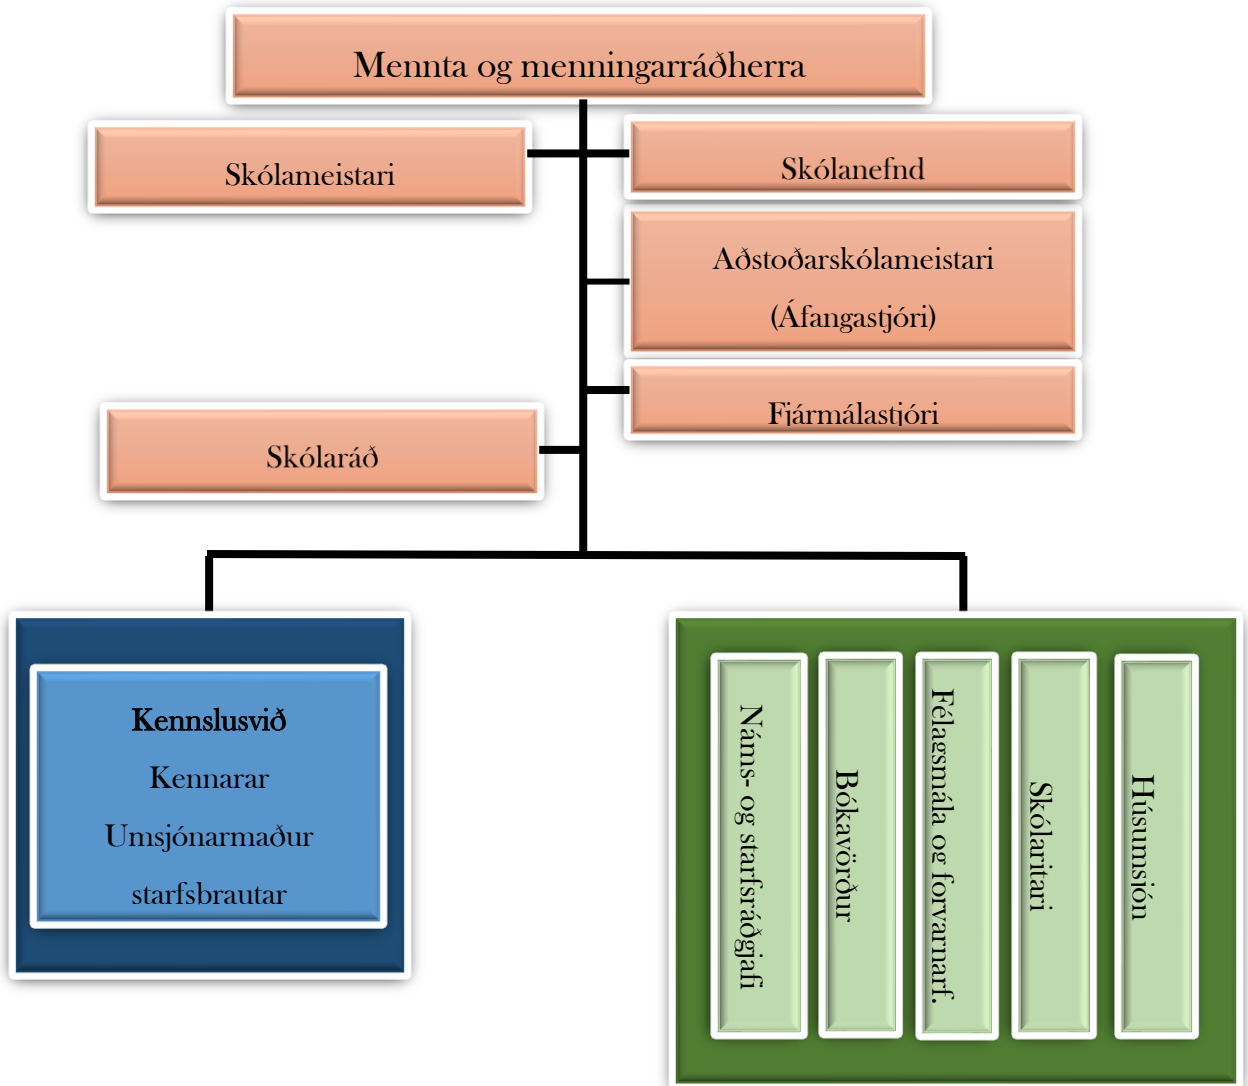 Mennta og menningarráðherra
Skólameistari
Skólanefnd
Aðstoðarskólameistari
(Áfangastjóri)
Fjármálastjóri
Skólaráð
Kennslusvið
Kennarar
Umsjónarmaður
starfsbrautar
Náms- og starfsráðgjafi
Bókavörður
Félagsmála og forvarnarf.
Skólaritari
Húsumsjón